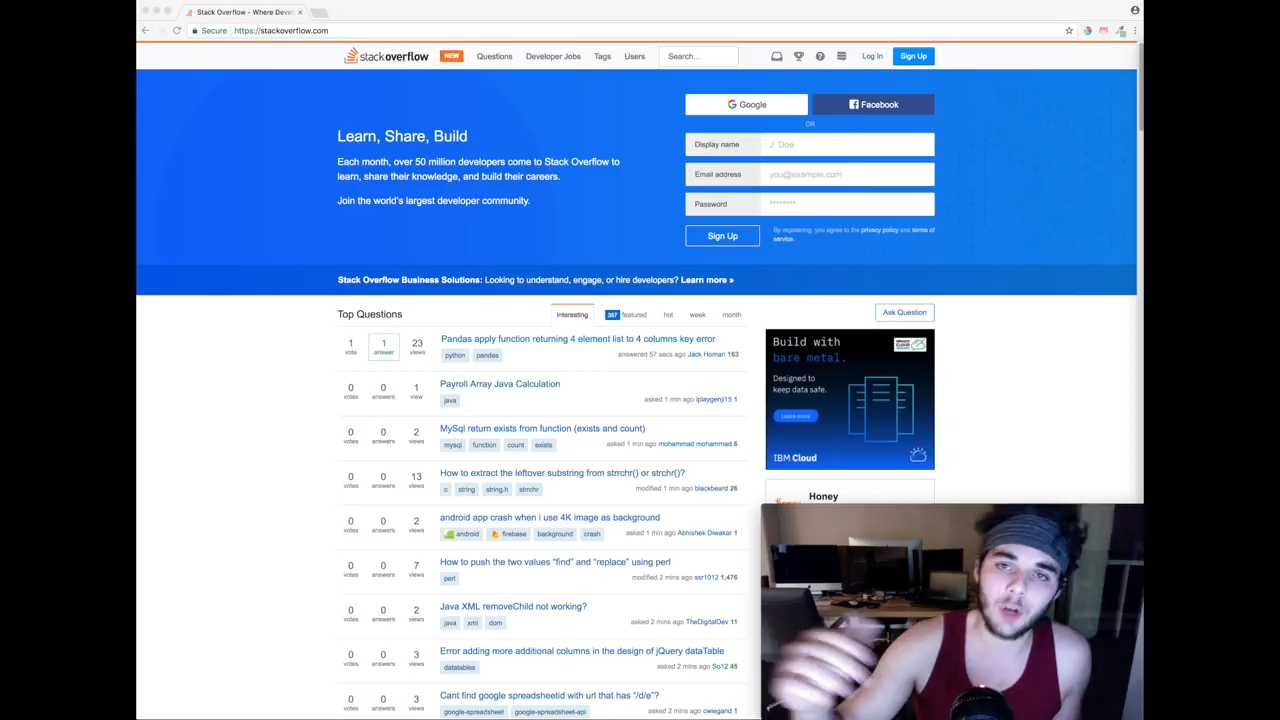 Stack Overflow - Where Devel
Secure https://stackoverflow.com
stackoverflow NEW Questions Developer Jobs Tags Users Search… Log In Sign Up
Google Facebook
OR
Learn, Share, Build
Display name J. Doe
Each month, over 50 million developers come to Stack Overflow to
learn, share their knowledge, and build their careers.
Email address you@example.com
Join the world's largest developer community.
Password ********
Sign Up By registering, you agree to the privacy policy and terms of
service.
Stack Overflow Business Solutions: Looking to understand, engage, or hire developers? Learn more »
Top Questions interesting 357 featured hot week month Ask Question
1 1 23 Pandas apply function returning 4 element list to 4 columns key error
vote answer views python pandas answered 57 secs ago Jack Homan 163
0 0 1 Payroll Array Java Calculation
votes answers view java asked 1 min ago iplaygenji15 1
0 0 2 MySql return exists from function (exists and count)
votes answers views mysql function count exists asked 1 min ago mohammad mohammad 6
0 0 13 How to extract the leftover substring from strrchr() or strchr()?
votes answers views c string string.h strrchr modified 1 min ago blackbeard 26
0 0 2 android app crash when i use 4K image as background
votes answers views android firebase background crash asked 1 min ago Abhishek Diwakar 1
0 0 7 How to push the two values "find" and "replace" using perl
votes answers views perl modified 2 mins ago ssr1012 1,476
0 0 2 Java XML removeChild not working?
votes answers views java xml dom asked 2 mins ago TheDigitalDev 11
0 0 3 Error adding more additional columns in the design of jQuery dataTable
votes answers views datatables asked 2 mins ago So12 45
0 0 3 Cant find google spreadsheetid with url that has "/d/e"?
votes answers views google-spreadsheet google-spreadsheet-api asked 2 mins ago cwiegand 1
Build with
bare metal.
Designed to
keep data safe.
Learn more
IBM Cloud
Honey